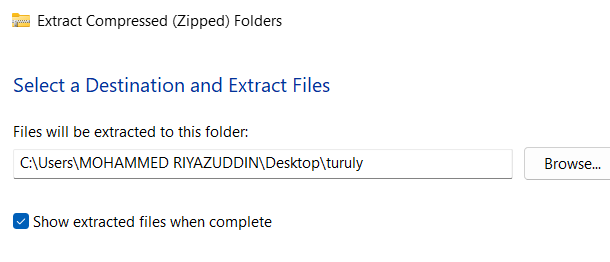 Extract Compressed (Zipped) Folders
Select a Destination and Extract Files
Files will be extracted to this folder:
C:\Users\MOHAMMED RIYAZUDDIN\Desktop\turuly
Browse...
Show extracted files when complete